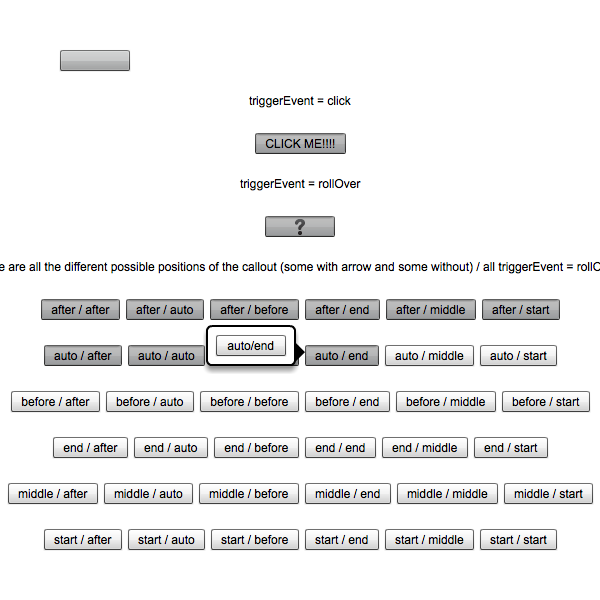 triggerEvent = click
CLICK ME!!!!
triggerEvent = rollOver
?
e are all the different possible positions of the callout (some with arrow and some without) / all triggerEvent = rollO
after / after after / auto after / before after / end after / middle after / start
auto / after auto / auto auto/end auto / end auto / middle auto / start
before / after before / auto before / before before / end before / middle before / start
end / after end / auto end / before end / end end / middle end / start
middle / after middle / auto middle / before middle / end middle / middle middle / start
start / after start / auto start / before start / end start / middle start / start